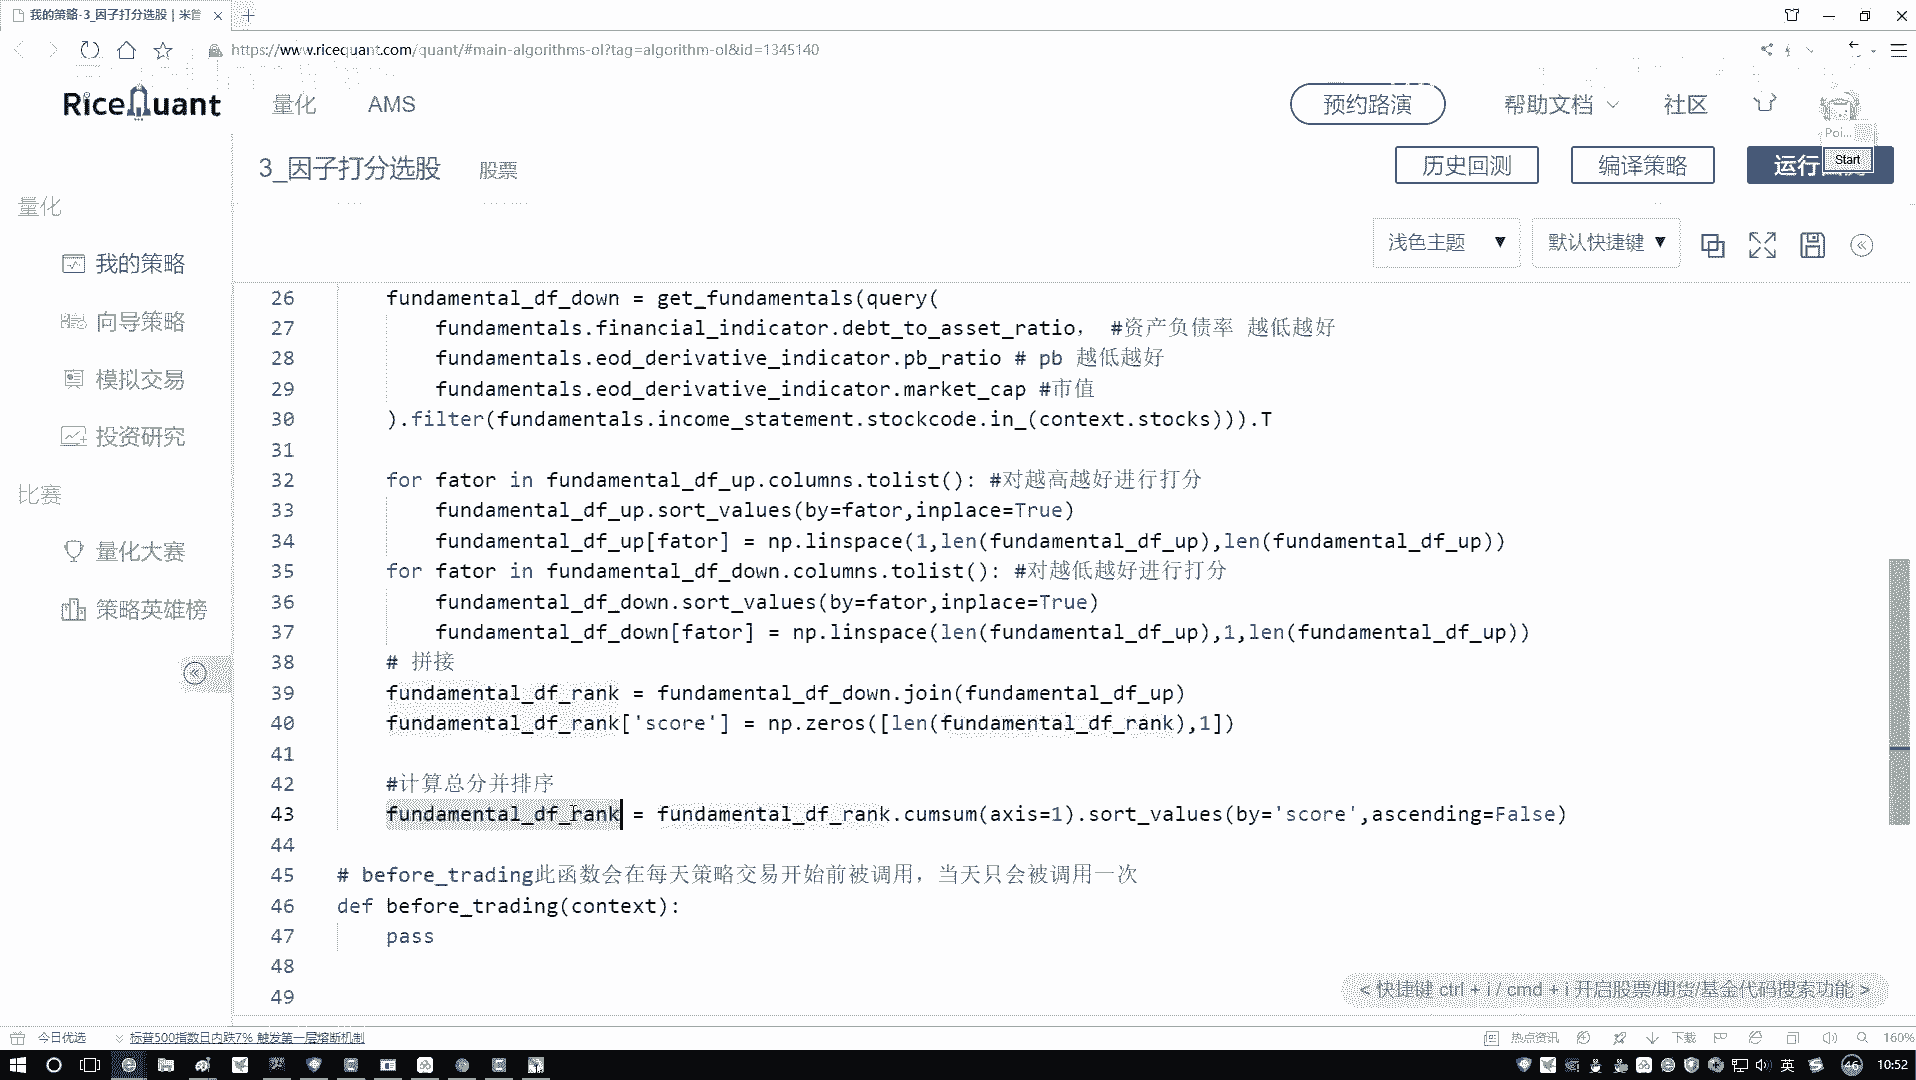 我的策略-3_因子打分选股 | 米筐
https://www.ricequant.com/quant/#main-algorithms-ol?tag=algorithm-ol&id=1345140
RiceQuant
量化
AMS
预约路演
帮助文档
社区
Poi...
Start
3_因子打分选股
股票
历史回测
编译策略
运行
量化
我的策略
向导策略
模拟交易
投资研究
比赛
量化大赛
策略英雄榜
浅色主题
默认快捷键
26 fundamental_df_down = get_fundamentals(query(
27 fundamentals.financial_indicator.debt_to_asset_ratio， #资产负债率 越低越好
28 fundamentals.eod_derivative_indicator.pb_ratio # pb 越低越好
29 fundamentals.eod_derivative_indicator.market_cap #市值
30 ).filter(fundamentals.income_statement.stockcode.in_(context.stocks))).T
31
32 for fator in fundamental_df_up.columns.tolist(): #对越高越好进行打分
33 fundamental_df_up.sort_values(by=fator,inplace=True)
34 fundamental_df_up[fator] = np.linspace(1,len(fundamental_df_up),len(fundamental_df_up))
35 for fator in fundamental_df_down.columns.tolist(): #对越低越好进行打分
36 fundamental_df_down.sort_values(by=fator,inplace=True)
37 fundamental_df_down[fator] = np.linspace(len(fundamental_df_up),1,len(fundamental_df_up))
38 # 拼接
39 fundamental_df_rank = fundamental_df_down.join(fundamental_df_up)
40 fundamental_df_rank['score'] = np.zeros([len(fundamental_df_rank),1])
41
42 #计算总分并排序
43 fundamental_df_rank = fundamental_df_rank.cumsum(axis=1).sort_values(by='score',ascending=False)
44
45 # before_trading此函数会在每天策略交易开始前被调用，当天只会被调用一次
46 def before_trading(context):
47 pass
48
49
< 快捷键 ctrl + i / cmd + i 开启股票/期货/基金代码搜索功能 >
今日优选
标普500指数日内跌7% 触发第一层熔断机制
热点资讯
下载
160%
英
46
10:52